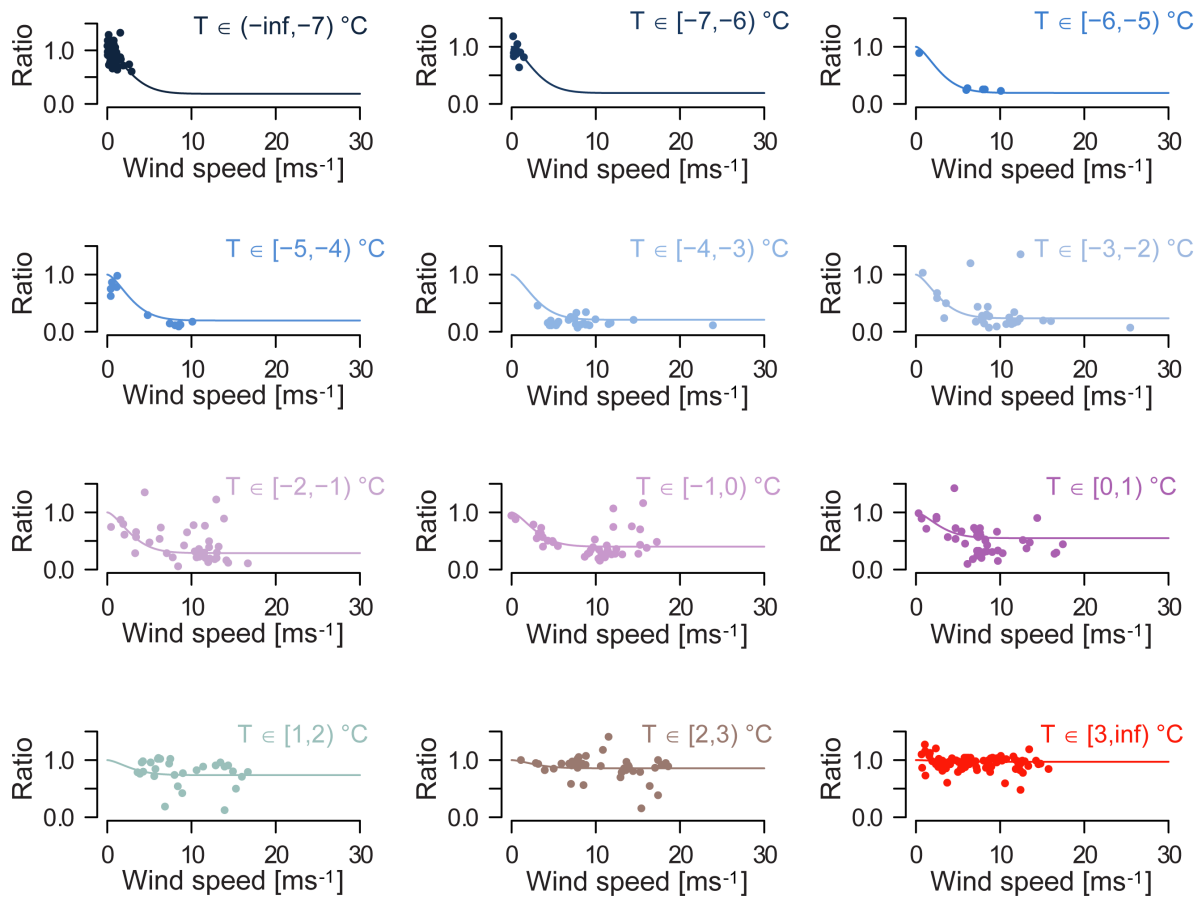 T ∈ (−inf,−7) °C
Ratio
1.0
0.0
0 10 20 30
Wind speed [ms-1]
T ∈ [−7,−6) °C
Ratio
1.0
0.0
0 10 20 30
Wind speed [ms-1]
T ∈ [−6,−5) °C
Ratio
1.0
0.0
0 10 20 30
Wind speed [ms-1]
T ∈ [−5,−4) °C
Ratio
1.0
0.0
0 10 20 30
Wind speed [ms-1]
T ∈ [−4,−3) °C
Ratio
1.0
0.0
0 10 20 30
Wind speed [ms-1]
T ∈ [−3,−2) °C
Ratio
1.0
0.0
0 10 20 30
Wind speed [ms-1]
T ∈ [−2,−1) °C
Ratio
1.0
0.0
0 10 20 30
Wind speed [ms-1]
T ∈ [−1,0) °C
Ratio
1.0
0.0
0 10 20 30
Wind speed [ms-1]
T ∈ [0,1) °C
Ratio
1.0
0.0
0 10 20 30
Wind speed [ms-1]
T ∈ [1,2) °C
Ratio
1.0
0.0
0 10 20 30
Wind speed [ms-1]
T ∈ [2,3) °C
Ratio
1.0
0.0
0 10 20 30
Wind speed [ms-1]
T ∈ [3,inf) °C
Ratio
1.0
0.0
0 10 20 30
Wind speed [ms-1]